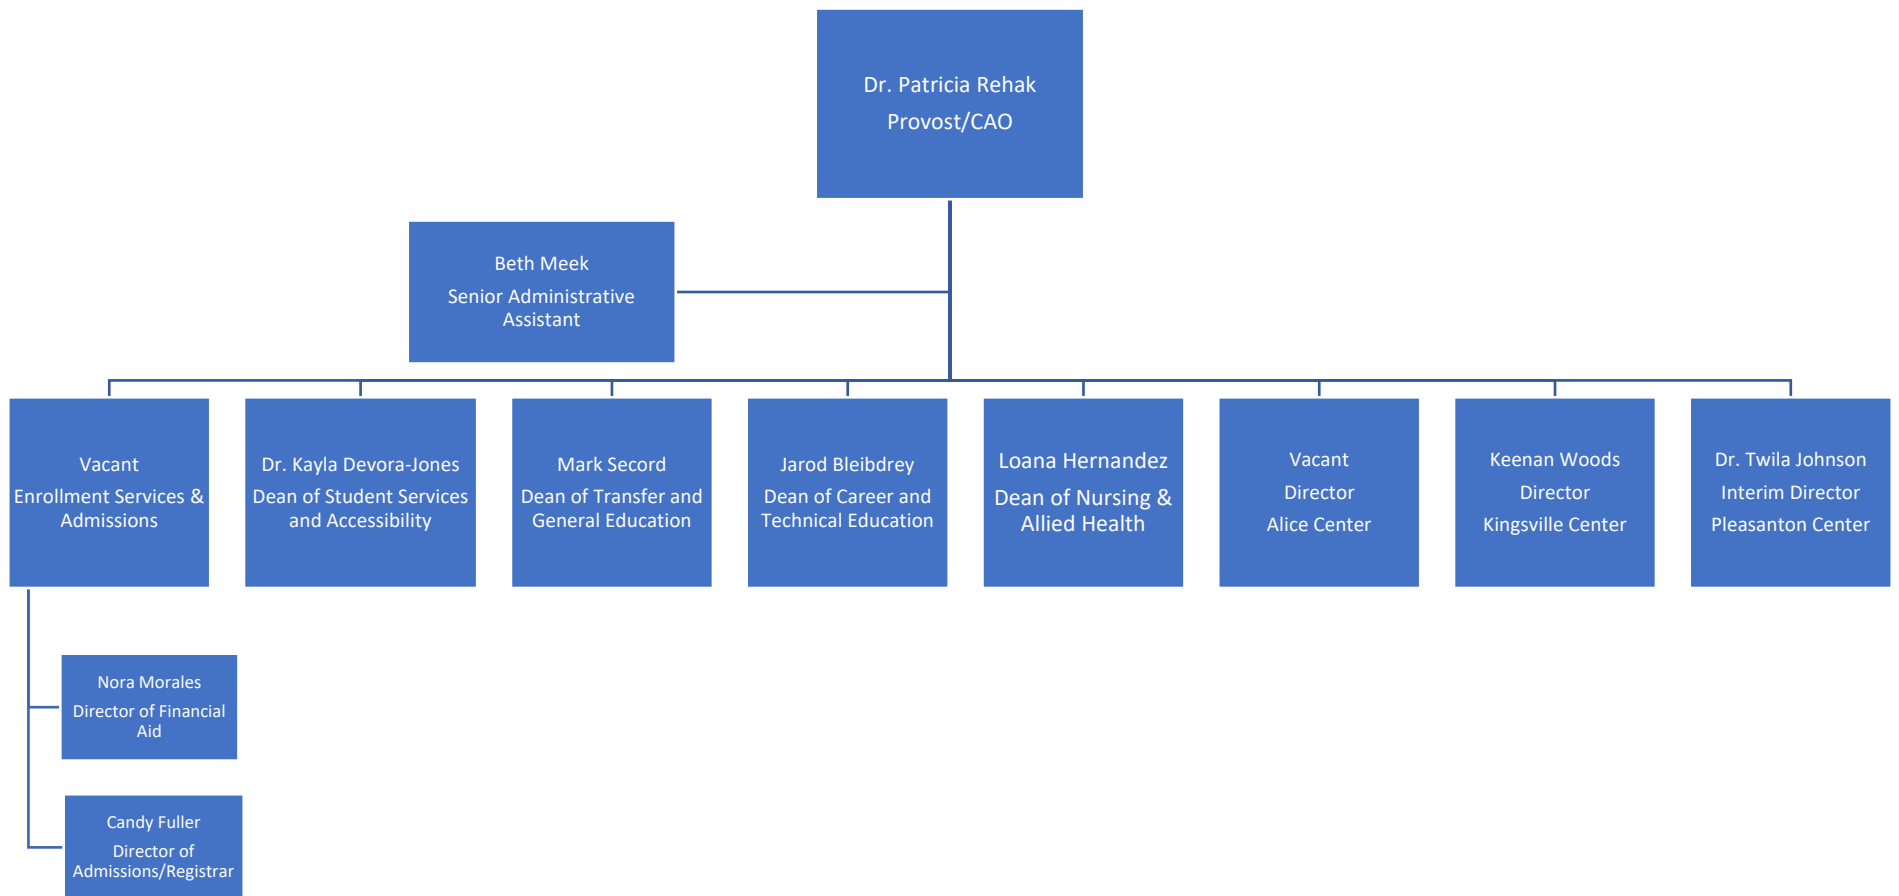 Dr. Patricia Rehak
Provost/CAO
Beth Meek
Senior Administrative
Assistant
Vacant
Enrollment Services &
Admissions
Dr. Kayla Devora-Jones
Dean of Student Services
and Accessibility
Mark Secord
Dean of Transfer and
General Education
Jarod Bleibdrey
Dean of Career and
Technical Education
Loana Hernandez
Dean of Nursing &
Allied Health
Vacant
Director
Alice Center
Keenan Woods
Director
Kingsville Center
Dr. Twila Johnson
Interim Director
Pleasanton Center
Nora Morales
Director of Financial
Aid
Candy Fuller
Director of
Admissions/Registrar